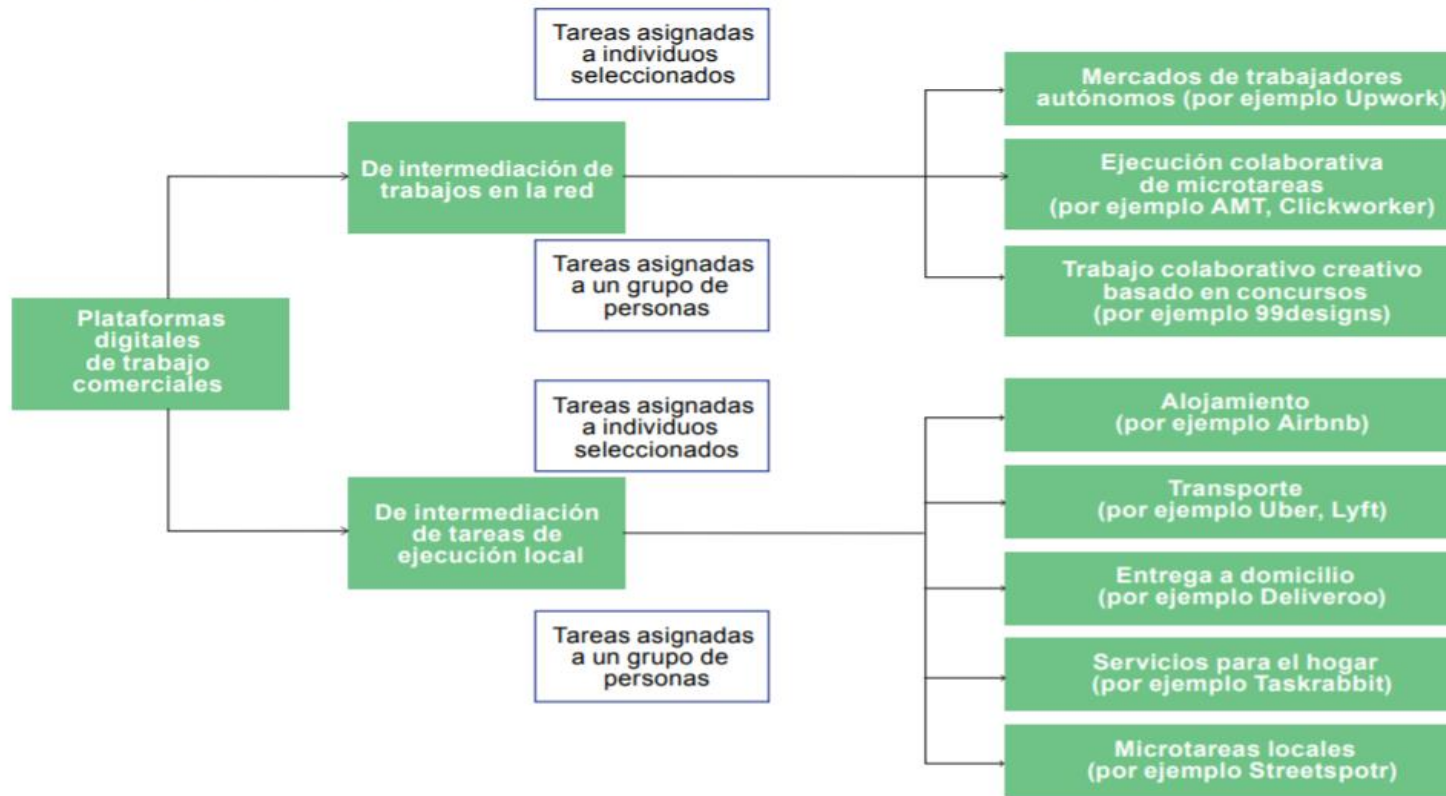 Tareas asignadas
a individuos
seleccionados
Mercados de trabajadores
autónomos (por ejemplo Upwork)
De intermediación de
trabajos en la red
Ejecución colaborativa
de microtareas
(por ejemplo AMT, Clickworker)
Tareas asignadas
a un grupo de
personas
Trabajo colaborativo creativo
basado en concursos
(por ejemplo 99designs)
Plataformas
digitales
de trabajo
comerciales
Tareas asignadas
a individuos
seleccionados
Alojamiento
(por ejemplo Airbnb)
Transporte
(por ejemplo Uber, Lyft)
De intermediación
de tareas de
ejecución local
Entrega a domicilio
(por ejemplo Deliveroo)
Tareas asignadas
a un grupo de
personas
Servicios para el hogar
(por ejemplo Taskrabbit)
Microtareas locales
(por ejemplo Streetspotr)